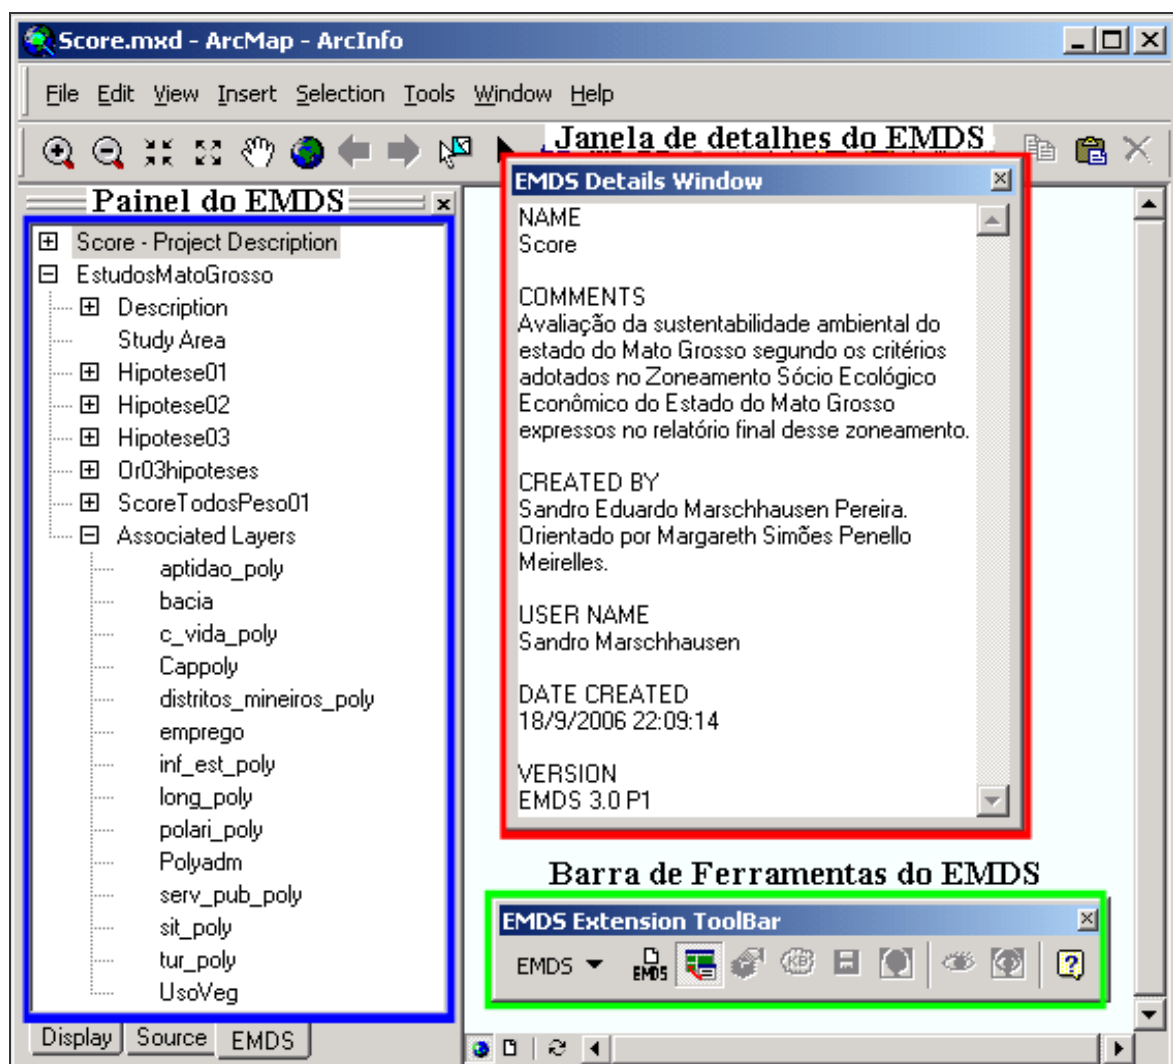 Score.mxd - ArcMap - ArcInfo
File Edit View Insert Selection Tools Window Help
Janela de detalhes do EMDS
Painel do EMDS
Score - Project Description
EstudosMatoGrosso
Description
Study Area
Hipotese01
Hipotese02
Hipotese03
Or03hipoteses
ScoreTodosPeso01
Associated Layers
aptidao_poly
bacia
c_vida_poly
Cappoly
distritos_mineiros_poly
emprego
inf_est_poly
long_poly
polari_poly
Polyadm
serv_pub_poly
sit_poly
tur_poly
UsoVeg
Display Source EMDS
EMDS Details Window
NAME
Score
COMMENTS
Avaliação da sustentabilidade ambiental do
estado do Mato Grosso segundo os critérios
adotados no Zoneamento Sócio Ecológico
Econômico do Estado do Mato Grosso
expressos no relatório final desse zoneamento.
CREATED BY
Sandro Eduardo Marschhausen Pereira.
Orientado por Margareth Simões Penello
Meirelles.
USER NAME
Sandro Marschhausen
DATE CREATED
18/9/2006 22:09:14
VERSION
EMDS 3.0 P1
Barra de Ferramentas do EMDS
EMDS Extension ToolBar
EMDS EMDS KB ?